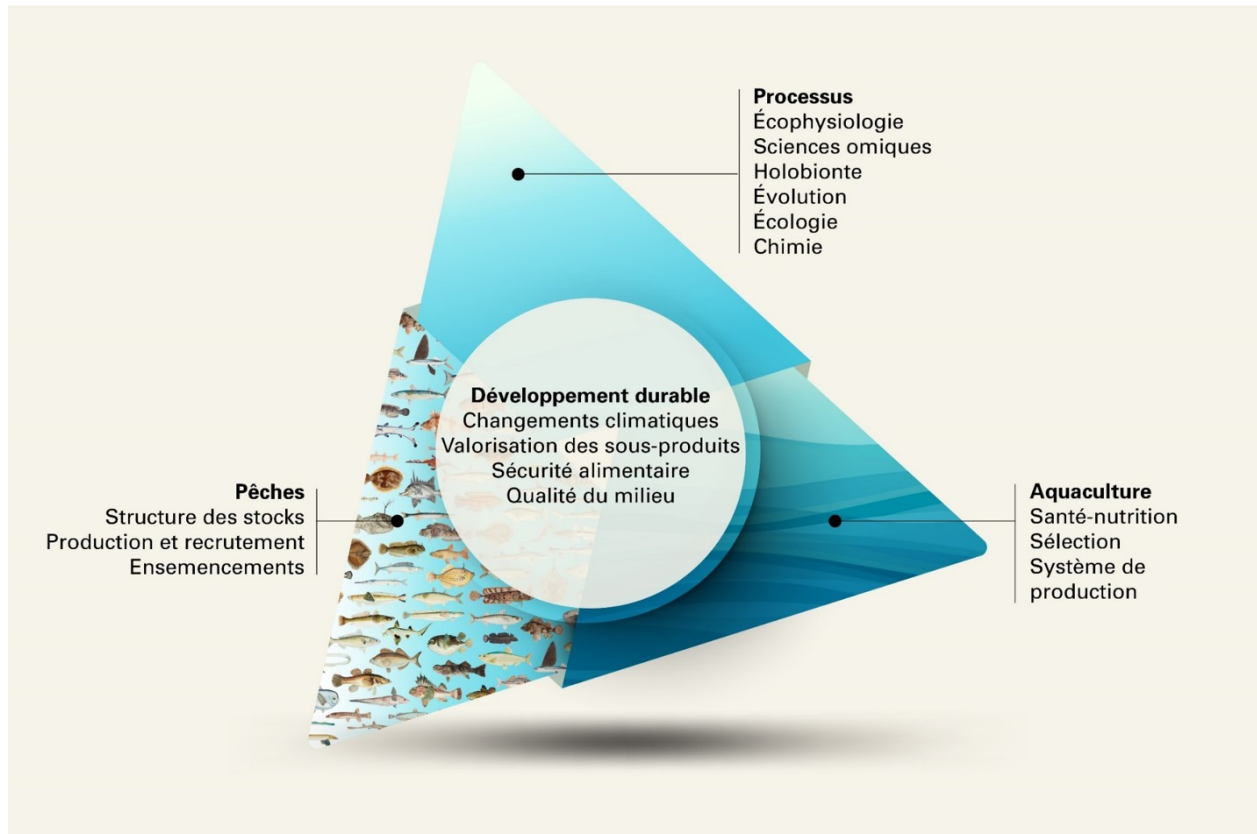 Processus
Écophysiologie
Sciences omiques
Holobionte
Évolution
Écologie
Chimie
Développement durable
Changements climatiques
Valorisation des sous-produits
Sécurité alimentaire
Qualité du milieu
Pêches
Structure des stocks
Production et recrutement
Ensemencements
Aquaculture
Santé-nutrition
Sélection
Système de
production